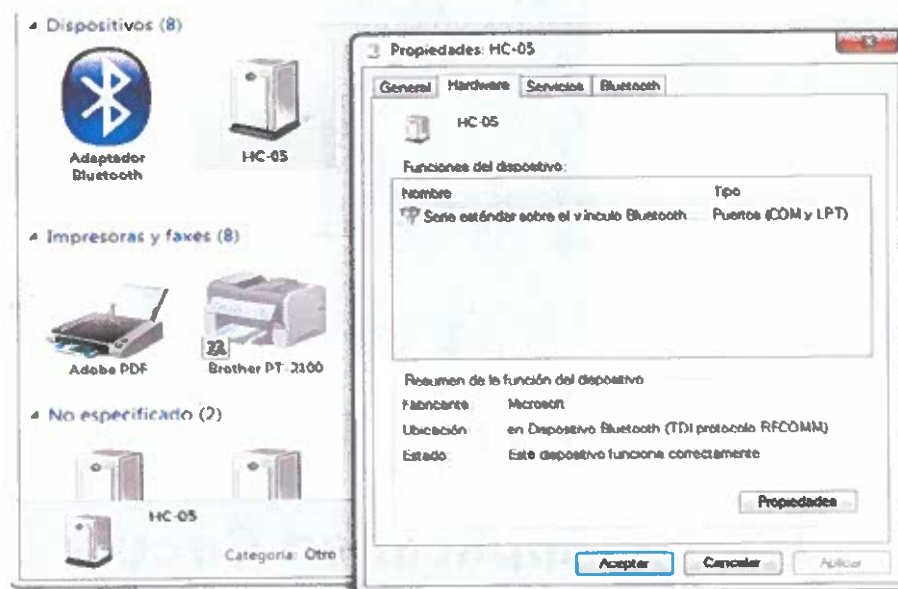 Dispositivos (8)
Adaptador
Bluetooth
HC-05
Impresoras y faxes (8)
Adobe PDF
Brother PT-2100
No especificado (2)
HC-05
Categoría: Otro
Propiedades: HC-05
General Hardware Servicios Bluetooth
HC-05
Funciones del dispositivo:
Nombre Tipo
Serie estándar sobre el vínculo Bluetooth Puertos (COM y LPT)
Resumen de la función del dispositivo
Fabricante: Microsoft
Ubicación: en Dispositivo Bluetooth (TDI protocolo RFCOMM)
Estado: Este dispositivo funciona correctamente
Propiedades
Aceptar Cancelar Aplicar